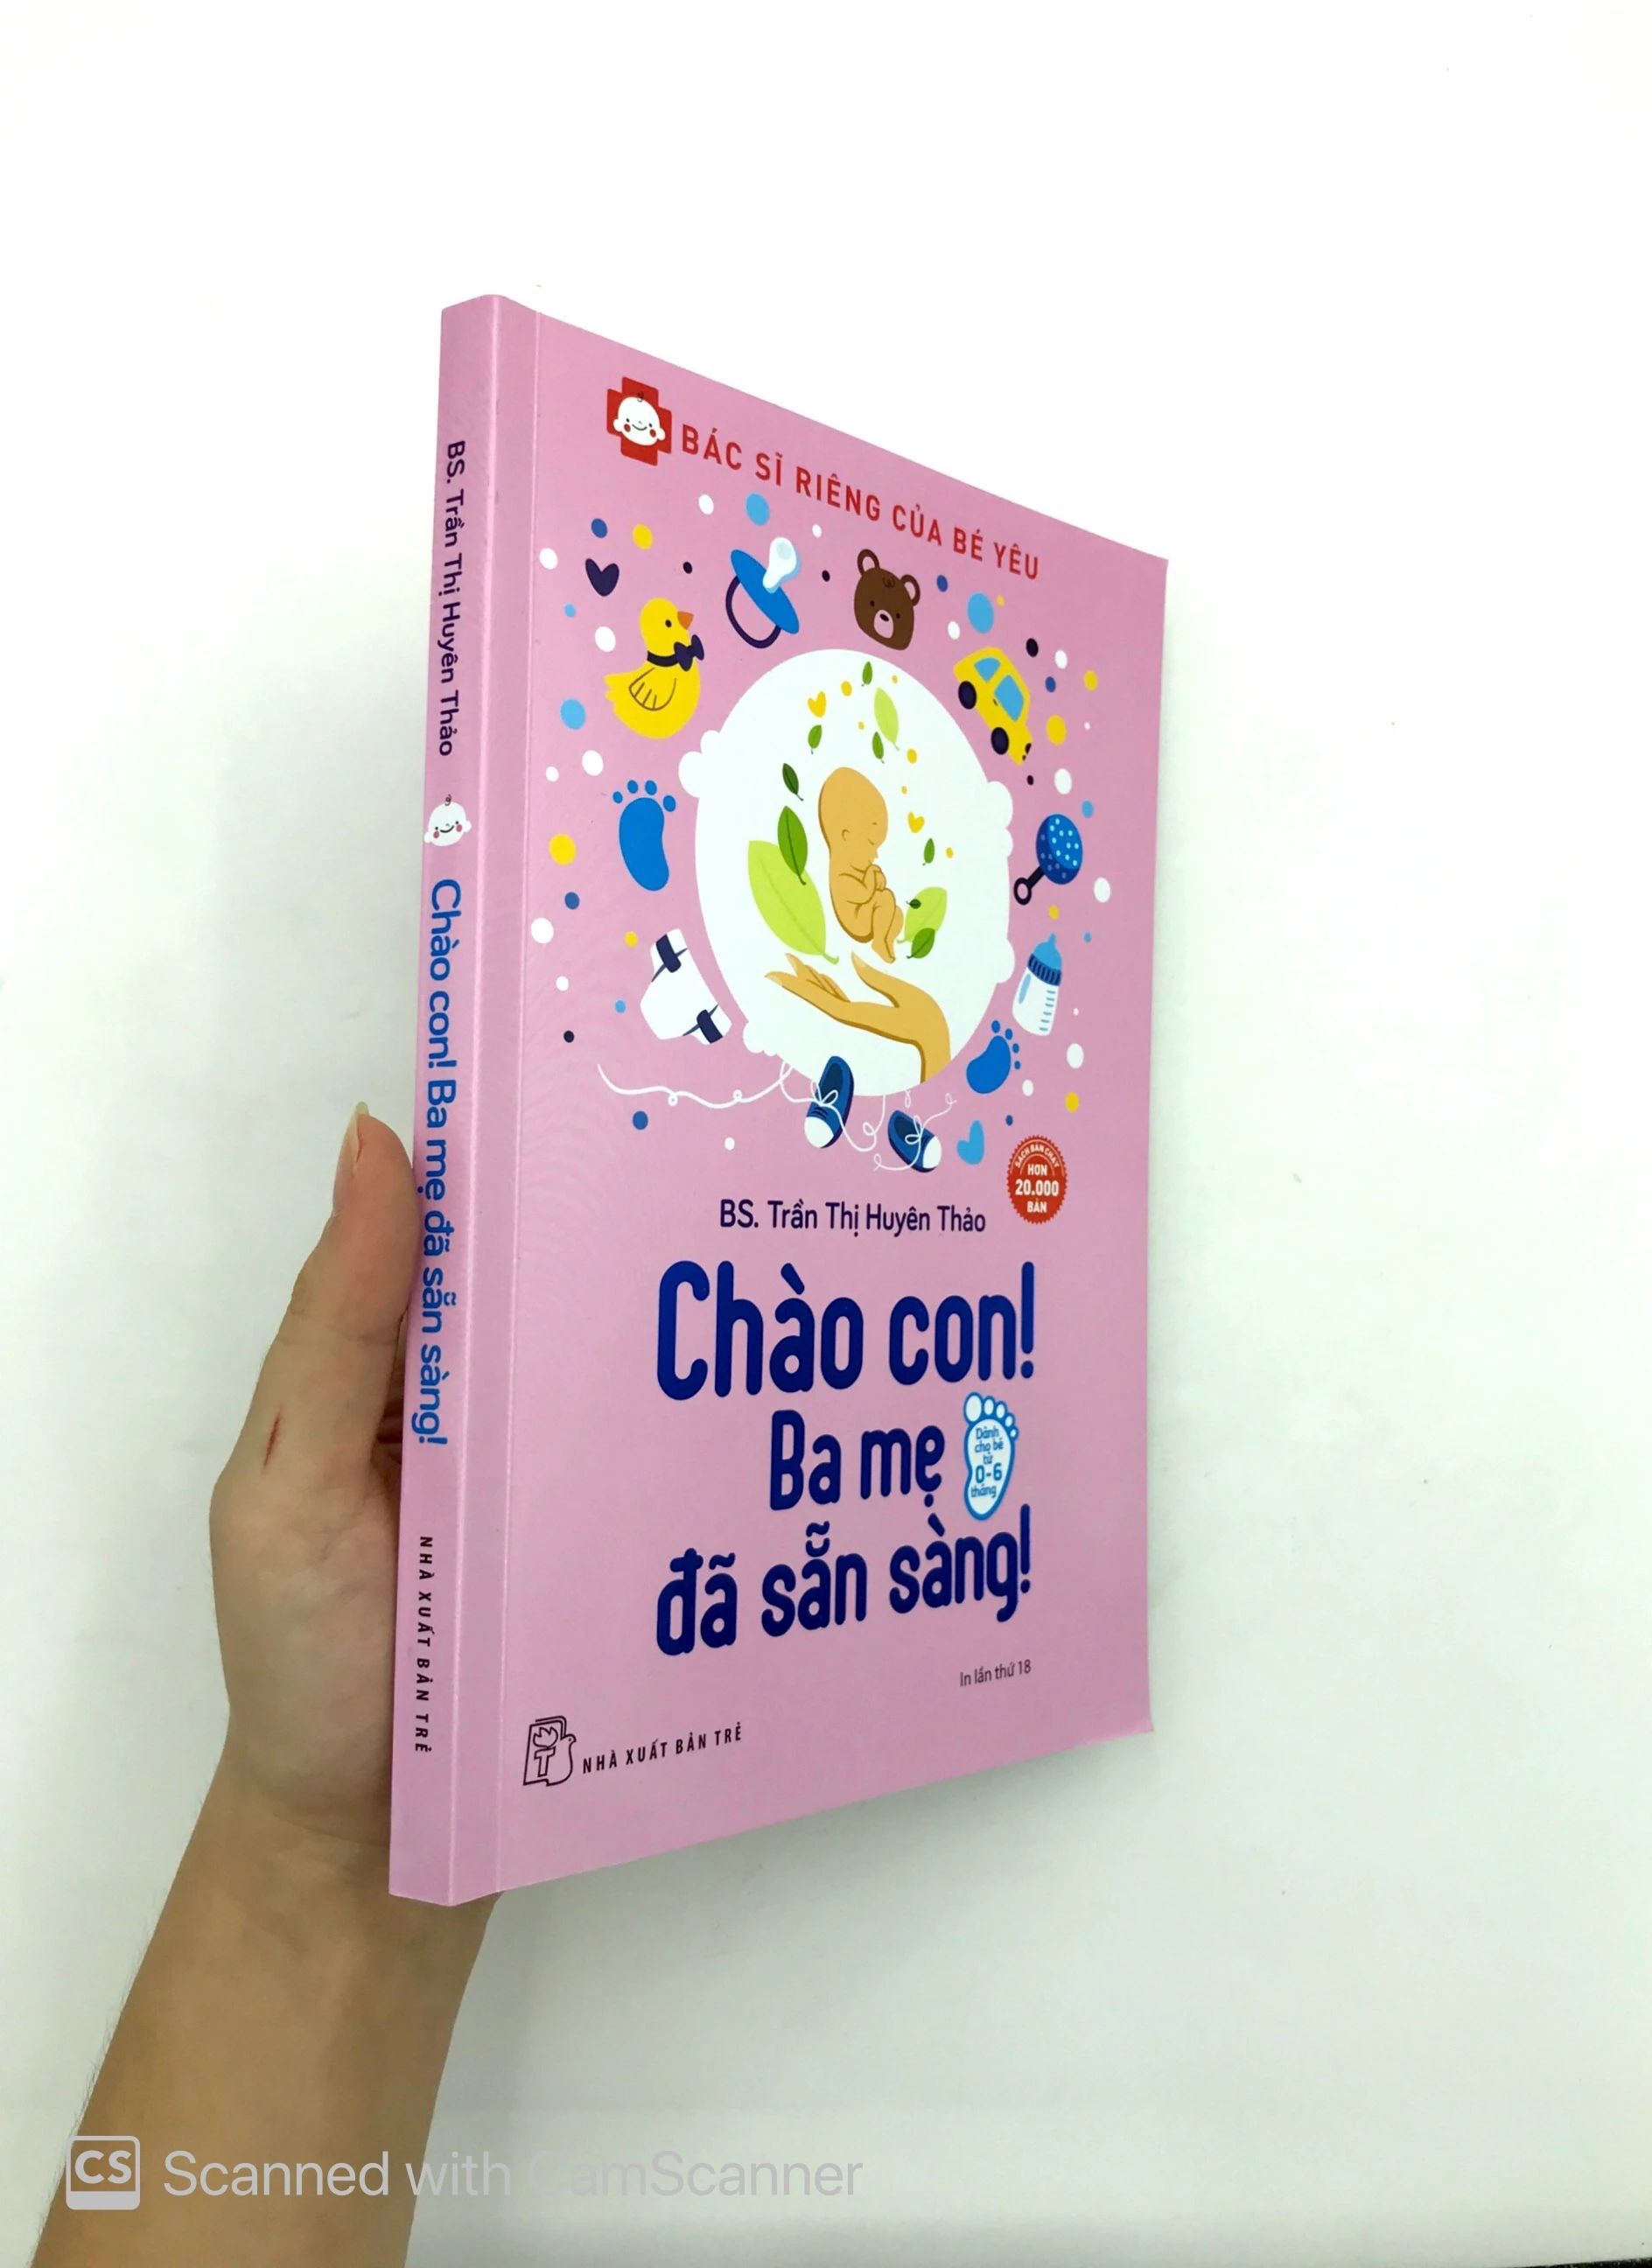 BS. Trần Thị Huyên Thảo
Chào con! Ba mẹ đã sẵn sàng!
NHÀ XUẤT BẢN TRẺ
BÁC SĨ RIÊNG CỦA BÉ YÊU
SÁCH BÁN CHẠY
HƠN
20.000
BẢN
BS. Trần Thị Huyên Thảo
Chào con!
Ba mẹ
Dành
cho bé
từ
0-6
tháng
đã sẵn sàng!
In lần thứ 18
T
NHÀ XUẤT BẢN TRẺ
CS Scanned with CamScanner